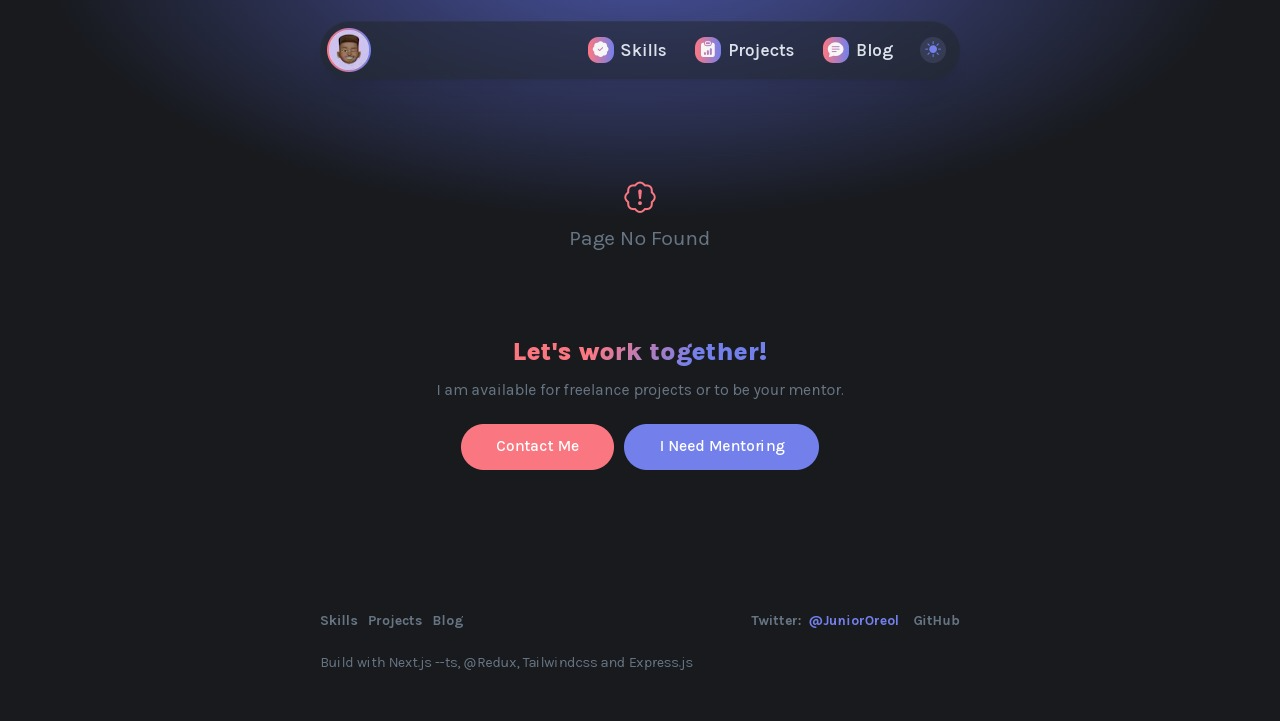 Skills Projects Blog
Page No Found
Let's work together!
I am available for freelance projects or to be your mentor.
Contact Me I Need Mentoring
Skills Projects Blog Twitter: @JuniorOreol GitHub
Build with Next.js --ts, @Redux, Tailwindcss and Express.js